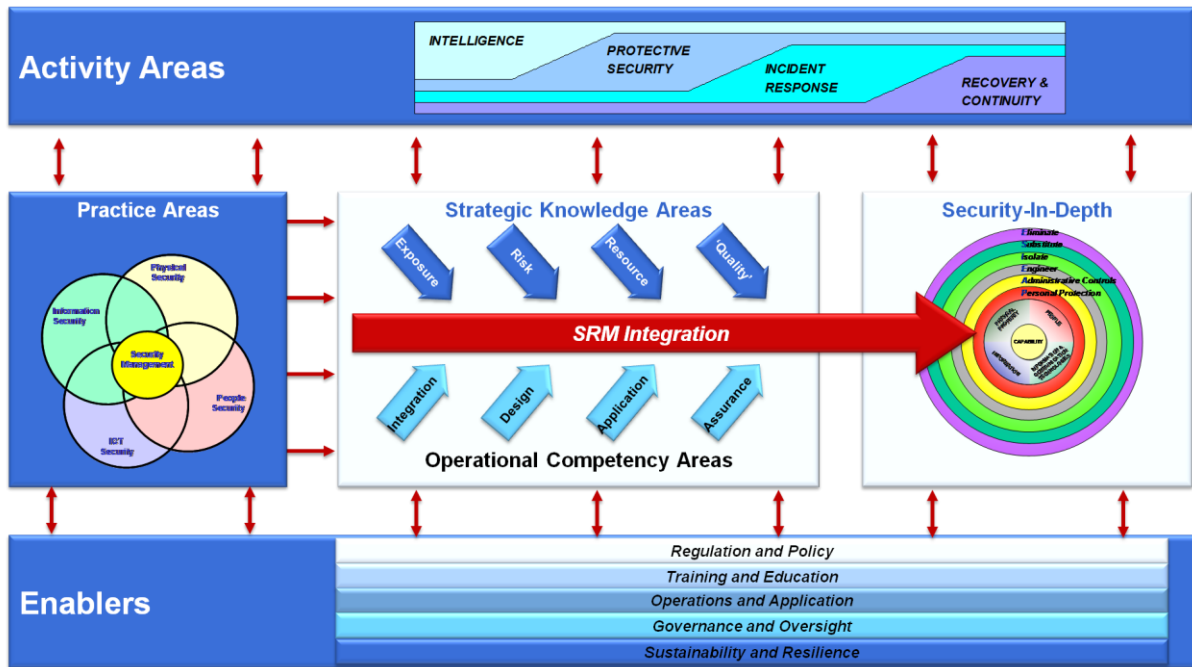 Activity Areas
INTELLIGENCE
PROTECTIVE
SECURITY
INCIDENT
RESPONSE
RECOVERY &
CONTINUITY
Practice Areas
Physical
Security
Information
Security
Security
Management
People
Security
ICT
Security
Strategic Knowledge Areas
Exposure
Risk
Resource
'Quality'
SRM Integration
Integration
Design
Application
Assurance
Operational Competency Areas
Security-In-Depth
Eliminate
Substitute
Isolate
Engineer
Administrative Controls
Personal Protection
PEOPLE
CAPABILITY
INFORMATION
Enablers
Regulation and Policy
Training and Education
Operations and Application
Governance and Oversight
Sustainability and Resilience